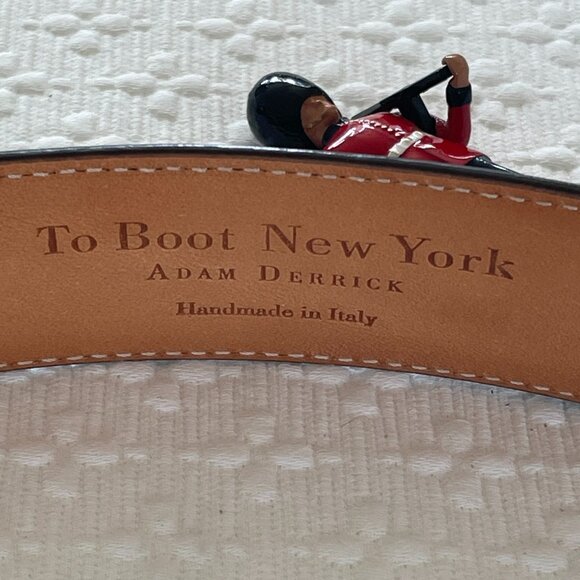 To Boot New York
ADAM DERRICK
Handmade in Italy